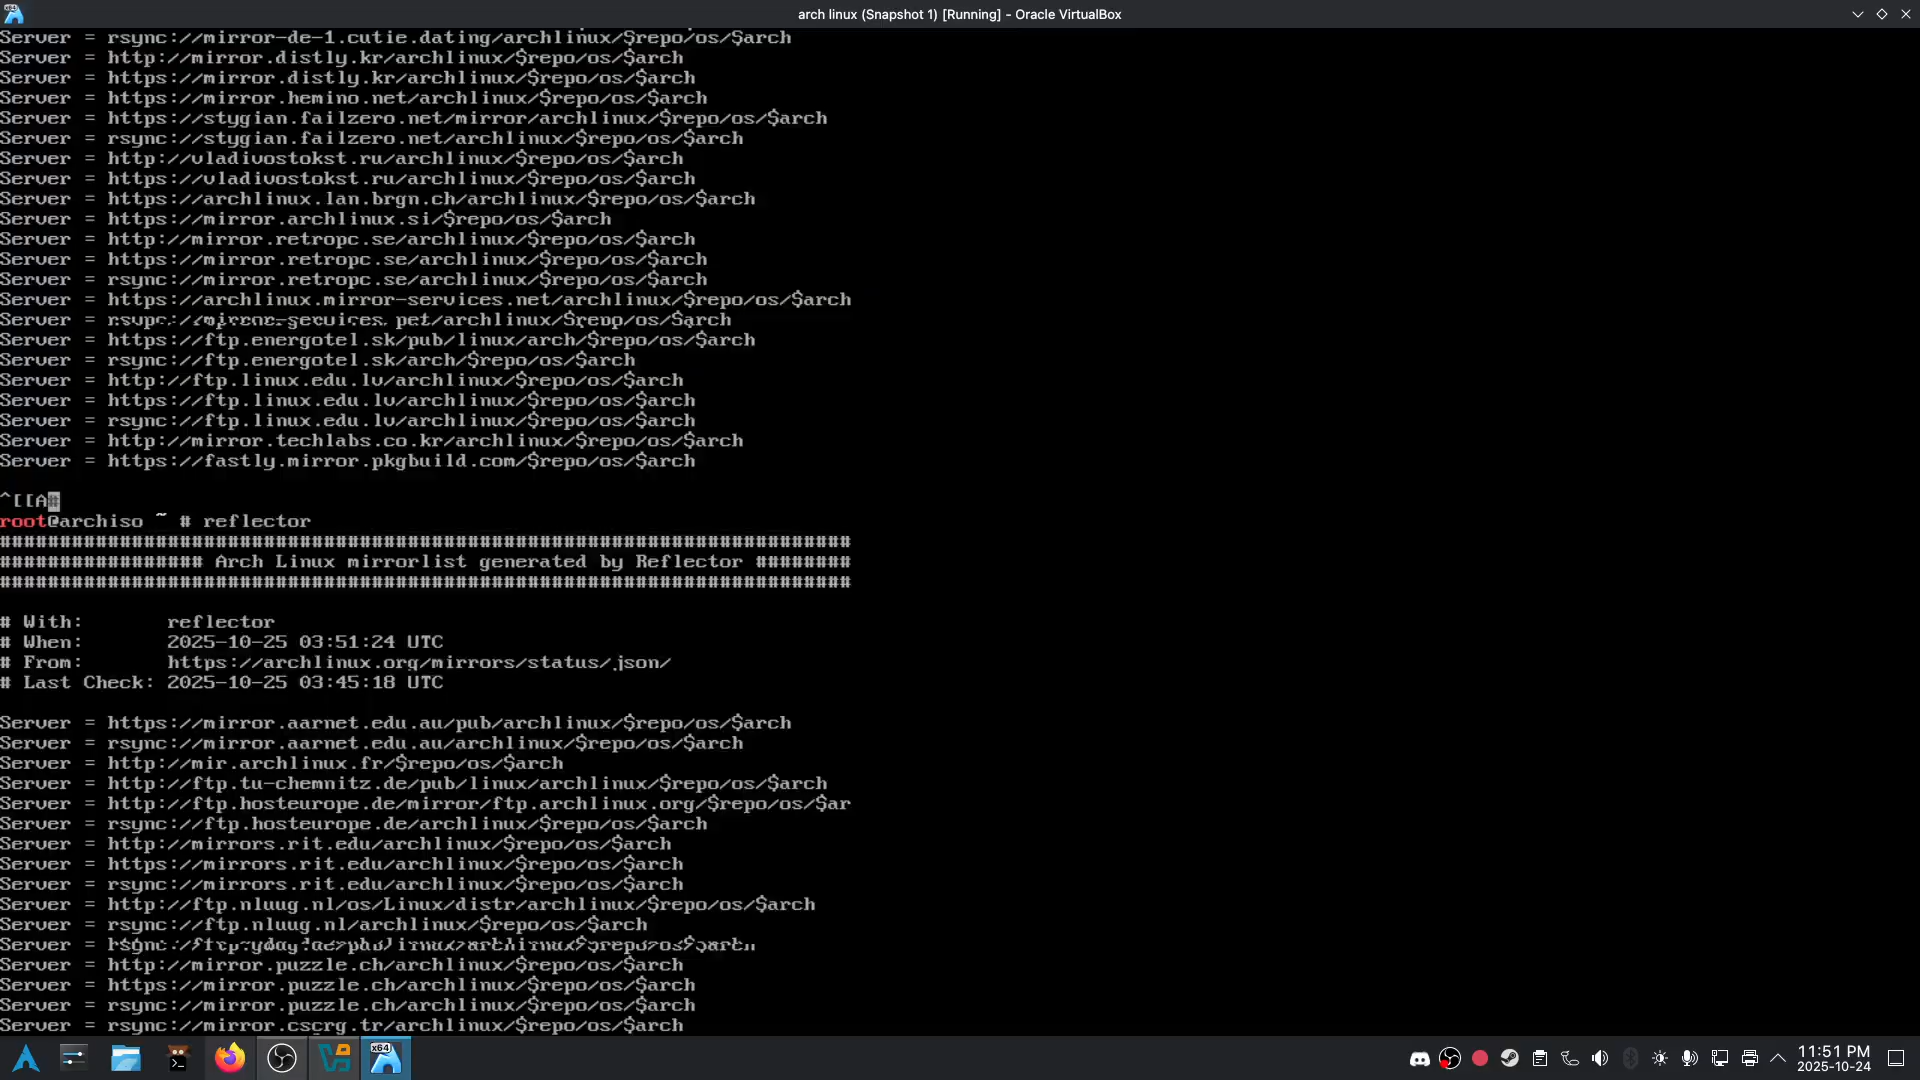 arch linux (Snapshot 1) [Running] - Oracle VirtualBox
Server = rsync://mirror-de-1.cutie.dating/archlinux/$repo/os/$arch
Server = http://mirror.distly.kr/archlinux/$repo/os/$arch
Server = https://mirror.distly.kr/archlinux/$repo/os/$arch
Server = https://mirror.hemino.net/archlinux/$repo/os/$arch
Server = https://stygian.failzero.net/mirror/archlinux/$repo/os/$arch
Server = rsync://stygian.failzero.net/archlinux/$repo/os/$arch
Server = http://vladivostokst.ru/archlinux/$repo/os/$arch
Server = https://vladivostokst.ru/archlinux/$repo/os/$arch
Server = https://archlinux.lan.brgn.ch/archlinux/$repo/os/$arch
Server = https://mirror.archlinux.si/$repo/os/$arch
Server = http://mirror.retropc.se/archlinux/$repo/os/$arch
Server = https://mirror.retropc.se/archlinux/$repo/os/$arch
Server = rsync://mirror.retropc.se/archlinux/$repo/os/$arch
Server = https://archlinux.mirror-services.net/archlinux/$repo/os/$arch
Server = rsync://mirror-services.net/archlinux/$repo/os/$arch
Server = https://ftp.energotel.sk/pub/linux/arch/$repo/os/$arch
Server = rsync://ftp.energotel.sk/arch/$repo/os/$arch
Server = http://ftp.linux.edu.lv/archlinux/$repo/os/$arch
Server = https://ftp.linux.edu.lv/archlinux/$repo/os/$arch
Server = rsync://ftp.linux.edu.lv/archlinux/$repo/os/$arch
Server = http://mirror.techlabs.co.kr/archlinux/$repo/os/$arch
Server = https://fastly.mirror.pkgbuild.com/$repo/os/$arch
^[[A#
root@archiso ~ # reflector
#######################################################################
################# Arch Linux mirrorlist generated by Reflector ########
#######################################################################
# With: reflector
# When: 2025-10-25 03:51:24 UTC
# From: https://archlinux.org/mirrors/status/json/
# Last Check: 2025-10-25 03:45:18 UTC
Server = https://mirror.aarnet.edu.au/pub/archlinux/$repo/os/$arch
Server = rsync://mirror.aarnet.edu.au/archlinux/$repo/os/$arch
Server = http://mir.archlinux.fr/$repo/os/$arch
Server = http://ftp.tu-chemnitz.de/pub/linux/archlinux/$repo/os/$arch
Server = http://ftp.hosteurope.de/mirror/ftp.archlinux.org/$repo/os/$ar
Server = rsync://ftp.hosteurope.de/archlinux/$repo/os/$arch
Server = http://mirrors.rit.edu/archlinux/$repo/os/$arch
Server = https://mirrors.rit.edu/archlinux/$repo/os/$arch
Server = rsync://mirrors.rit.edu/archlinux/$repo/os/$arch
Server = http://ftp.nluug.nl/os/Linux/distr/archlinux/$repo/os/$arch
Server = rsync://ftp.nluug.nl/archlinux/$repo/os/$arch
Server =
Server = http://mirror.puzzle.ch/archlinux/$repo/os/$arch
Server = https://mirror.puzzle.ch/archlinux/$repo/os/$arch
Server = rsync://mirror.puzzle.ch/archlinux/$repo/os/$arch
Server = rsync://mirror.cscrg.tr/archlinux/$repo/os/$arch
x64
11:51 PM
2025-10-24